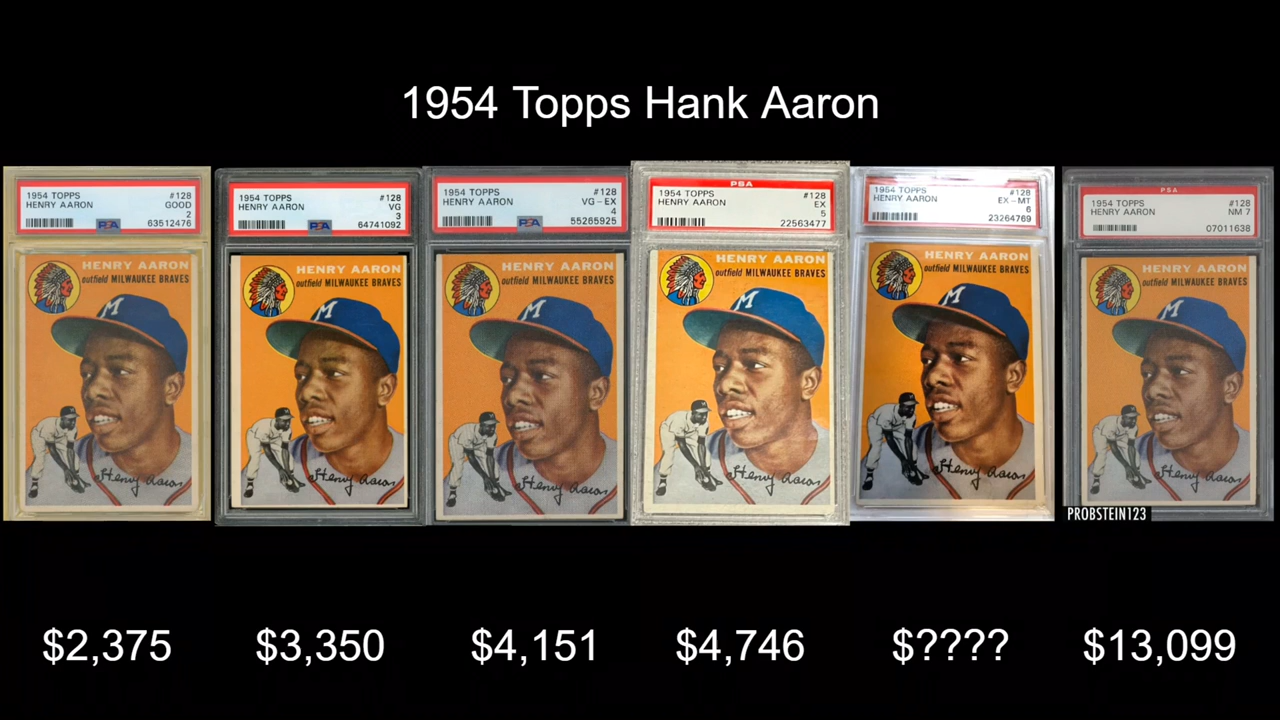 1954 Topps Hank Aaron
1954 TOPPS #128
HENRY AARON GOOD
2
PSA 63512476
HENRY AARON
outfield MILWAUKEE BRAVES
M
Henry Aaron
$2,375
1954 TOPPS #128
HENRY AARON VG
3
PSA 64741092
HENRY AARON
outfield MILWAUKEE BRAVES
M
Henry Aaron
$3,350
1954 TOPPS #128
HENRY AARON VG-EX
4
PSA 55265925
HENRY AARON
outfield MILWAUKEE BRAVES
M
Henry Aaron
$4,151
PSA
1954 TOPPS #128
HENRY AARON EX
5
22563477
HENRY AARON
outfield MILWAUKEE BRAVES
M
Henry Aaron
$4,746
1954 TOPPS #128
HENRY AARON EX-MT
6
23264769
HENRY AARON
outfield MILWAUKEE BRAVES
M
Henry Aaron
$????
PSA
1954 TOPPS #128
HENRY AARON NM 7
07011638
HENRY AARON
outfield MILWAUKEE BRAVES
M
Henry Aaron
PROBSTEIN123
$13,099